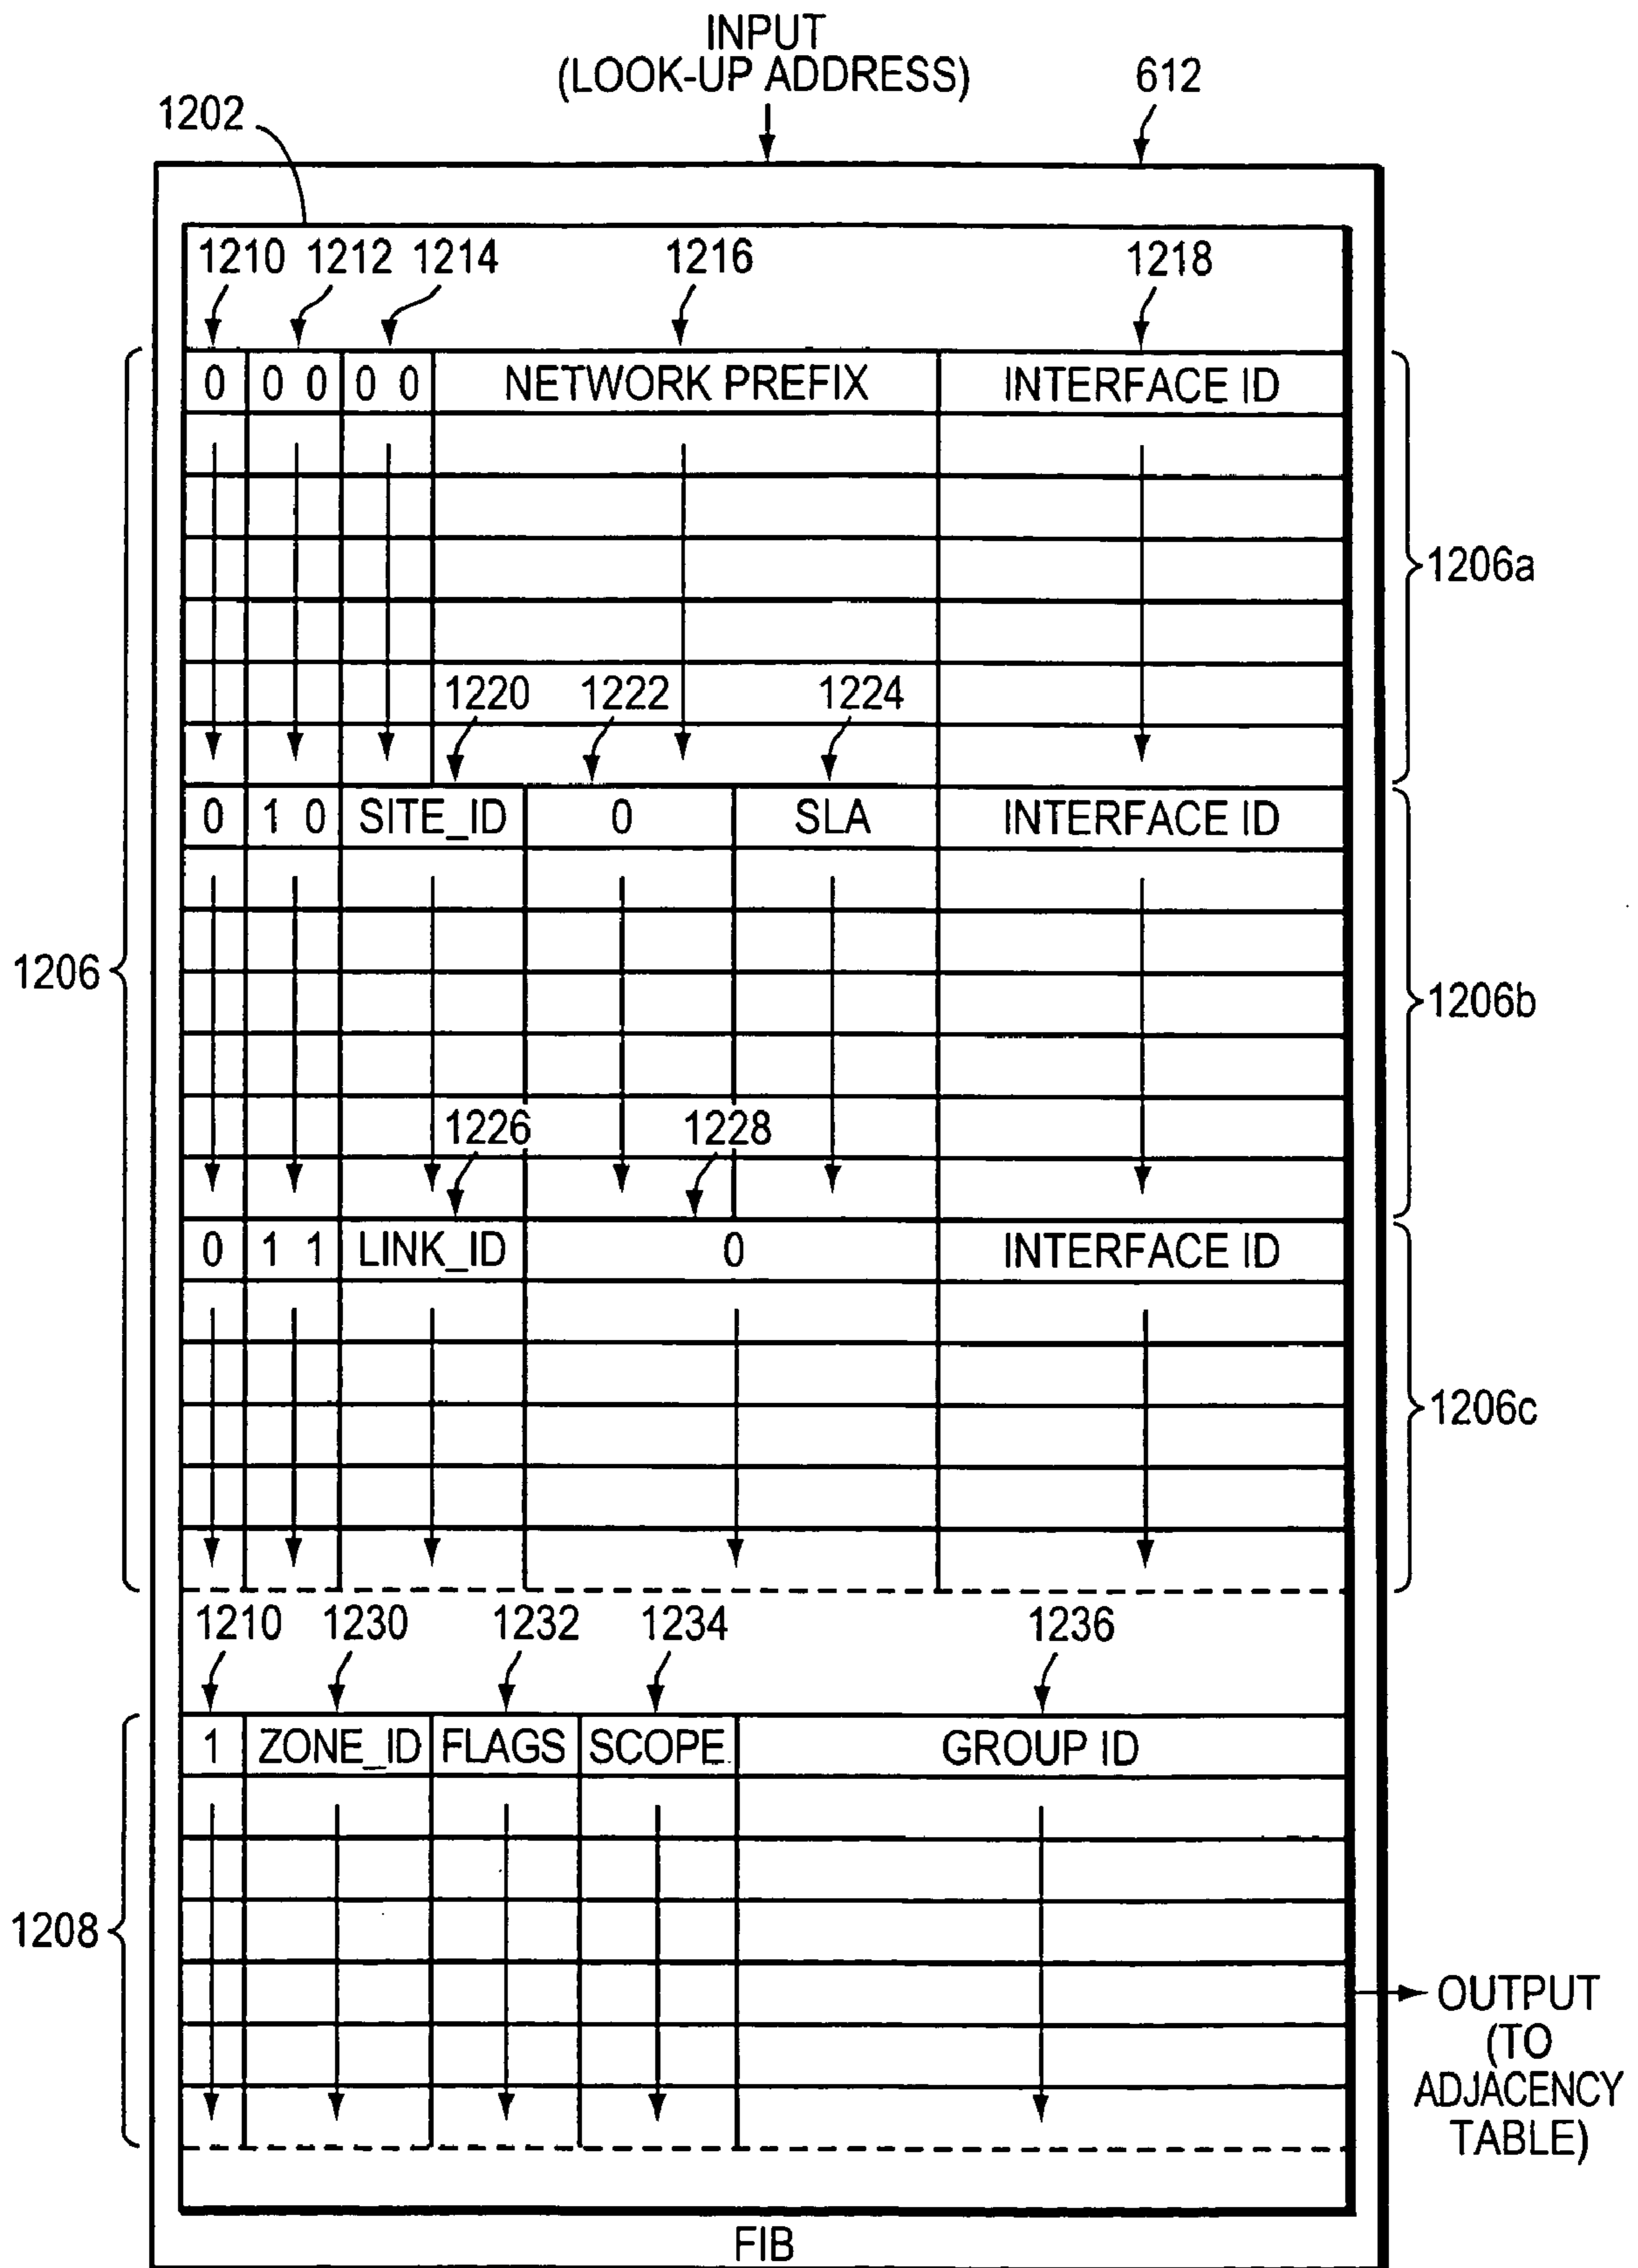 INPUT
(LOOK-UP ADDRESS)
612
1202
1210 1212 1214 1216 1218
0 0 0 0 0 NETWORK PREFIX INTERFACE ID
1206a
1220 1222 1224
0 1 0 SITE_ID 0 SLA INTERFACE ID
1206
1206b
1226 1228
0 1 1 LINK_ID 0 INTERFACE ID
1206c
1210 1230 1232 1234 1236
1 ZONE_ID FLAGS SCOPE GROUP ID
1208
OUTPUT
(TO
ADJACENCY
TABLE)
FIB